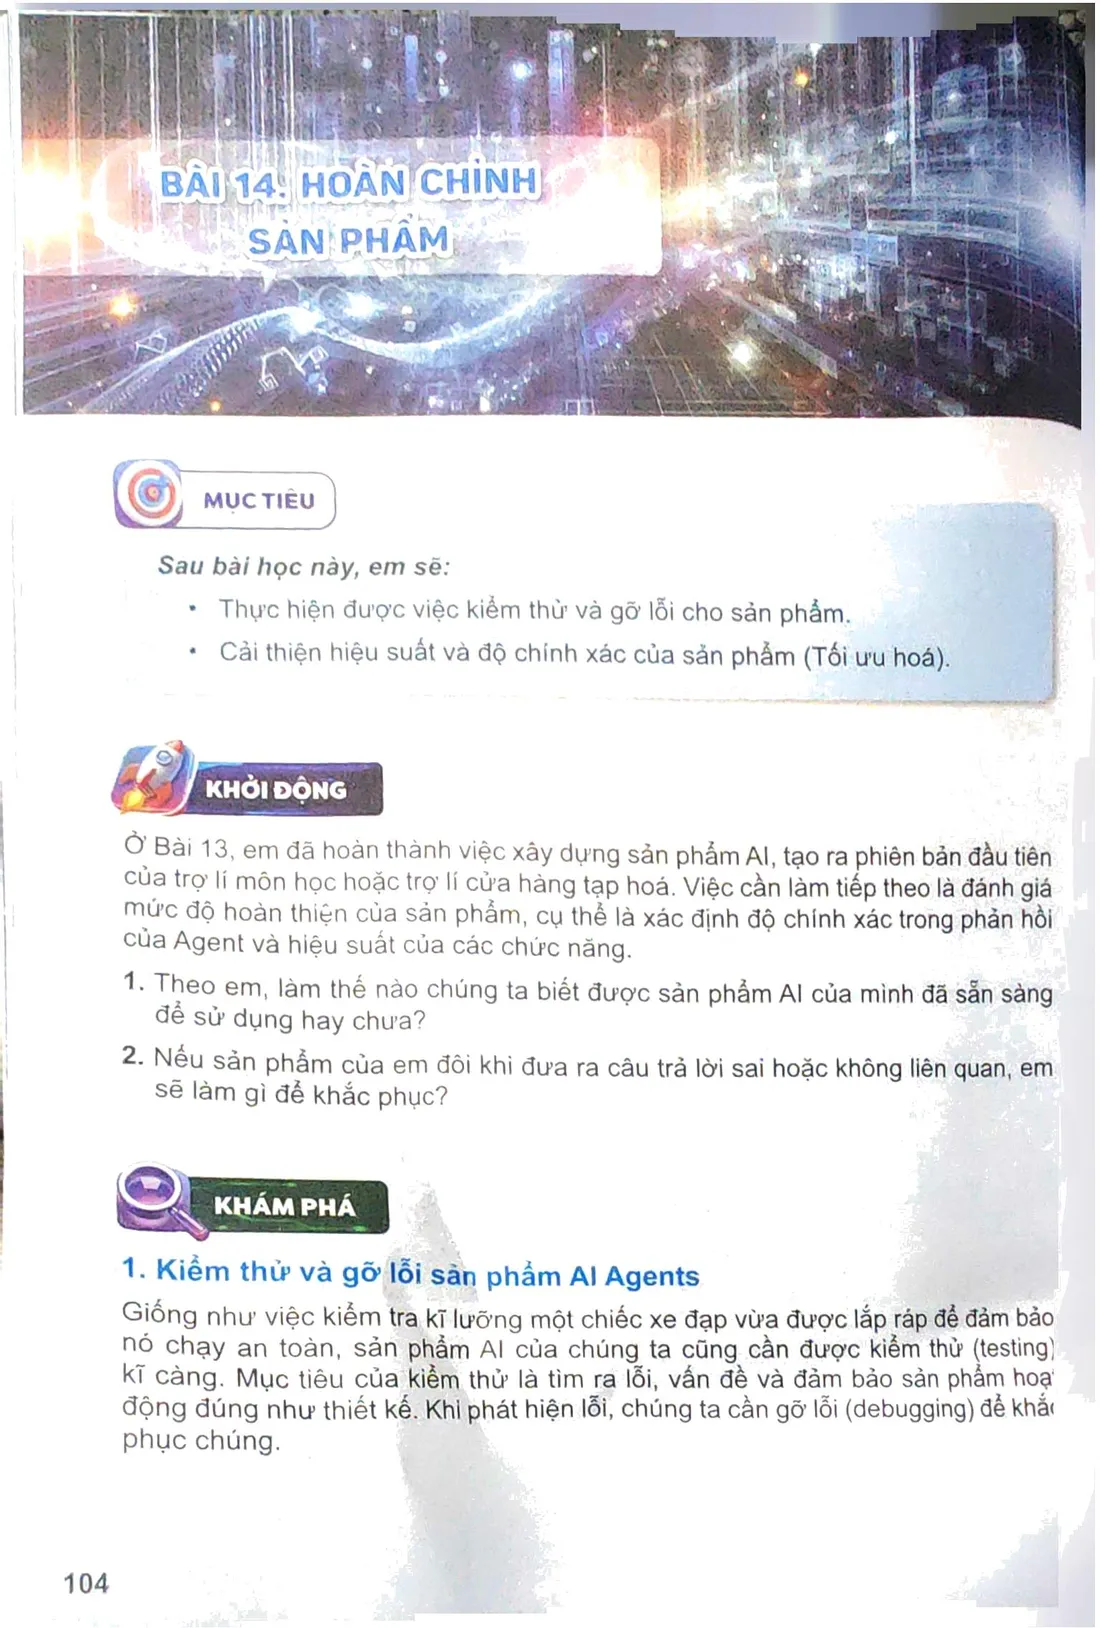 BÀI 14. HOÀN CHỈNH
SẢN PHẨM
MỤC TIÊU
Sau bài học này, em sẽ:
• Thực hiện được việc kiểm thử và gỡ lỗi cho sản phẩm.
• Cải thiện hiệu suất và độ chính xác của sản phẩm (Tối ưu hoá).
KHỞI ĐỘNG
Ở Bài 13, em đã hoàn thành việc xây dựng sản phẩm AI, tạo ra phiên bản đầu tiên
của trợ lí môn học hoặc trợ lí cửa hàng tạp hoá. Việc cần làm tiếp theo là đánh giá
mức độ hoàn thiện của sản phẩm, cụ thể là xác định độ chính xác trong phản hồi
của Agent và hiệu suất của các chức năng.
1. Theo em, làm thế nào chúng ta biết được sản phẩm AI của mình đã sẵn sàng
để sử dụng hay chưa?
2. Nếu sản phẩm của em đôi khi đưa ra câu trả lời sai hoặc không liên quan, em
sẽ làm gì để khắc phục?
KHÁM PHÁ
1. Kiểm thử và gỡ lỗi sản phẩm AI Agents
Giống như việc kiểm tra kĩ lưỡng một chiếc xe đạp vừa được lắp ráp để đảm bảo
nó chạy an toàn, sản phẩm AI của chúng ta cũng cần được kiểm thử (testing)
kĩ càng. Mục tiêu của kiểm thử là tìm ra lỗi, vấn đề và đảm bảo sản phẩm hoạ
động đúng như thiết kế. Khi phát hiện lỗi, chúng ta cần gỡ lỗi (debugging) để khắ
phục chúng.
104